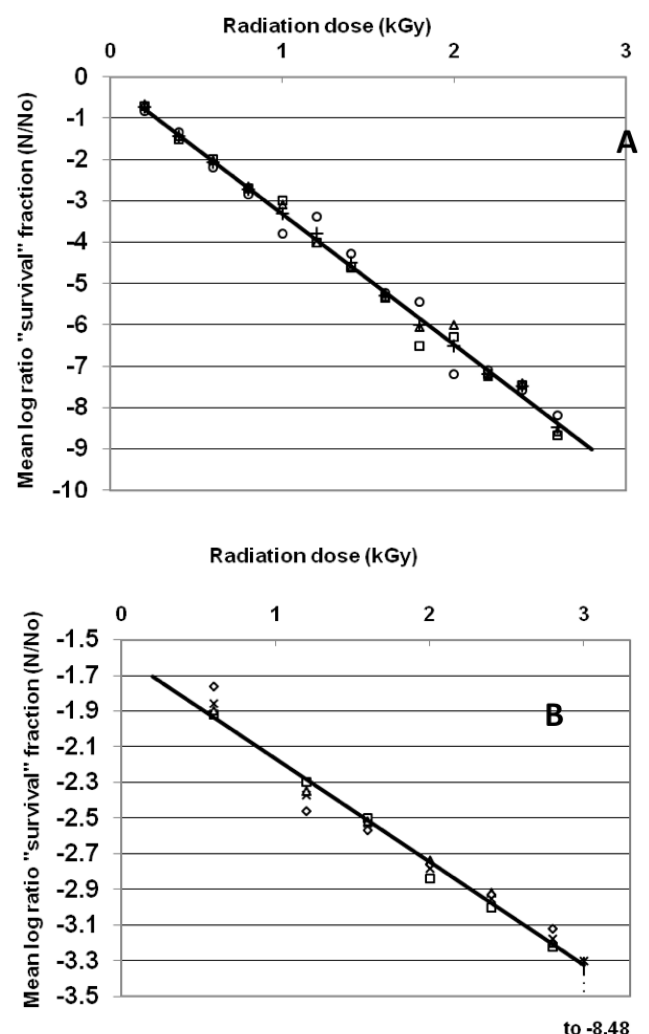 Radiation dose (kGy)
0 1 2 3
0
-1
-2
-3
-4
-5
-6
-7
-8
-9
-10
Mean log ratio "survival" fraction (N/No)
A
Radiation dose (kGy)
0 1 2 3
-1.5
-1.7
-1.9
-2.1
-2.3
-2.5
-2.7
-2.9
-3.1
-3.3
-3.5
Mean log ratio "survival" fraction (N/No)
B
to -8.48